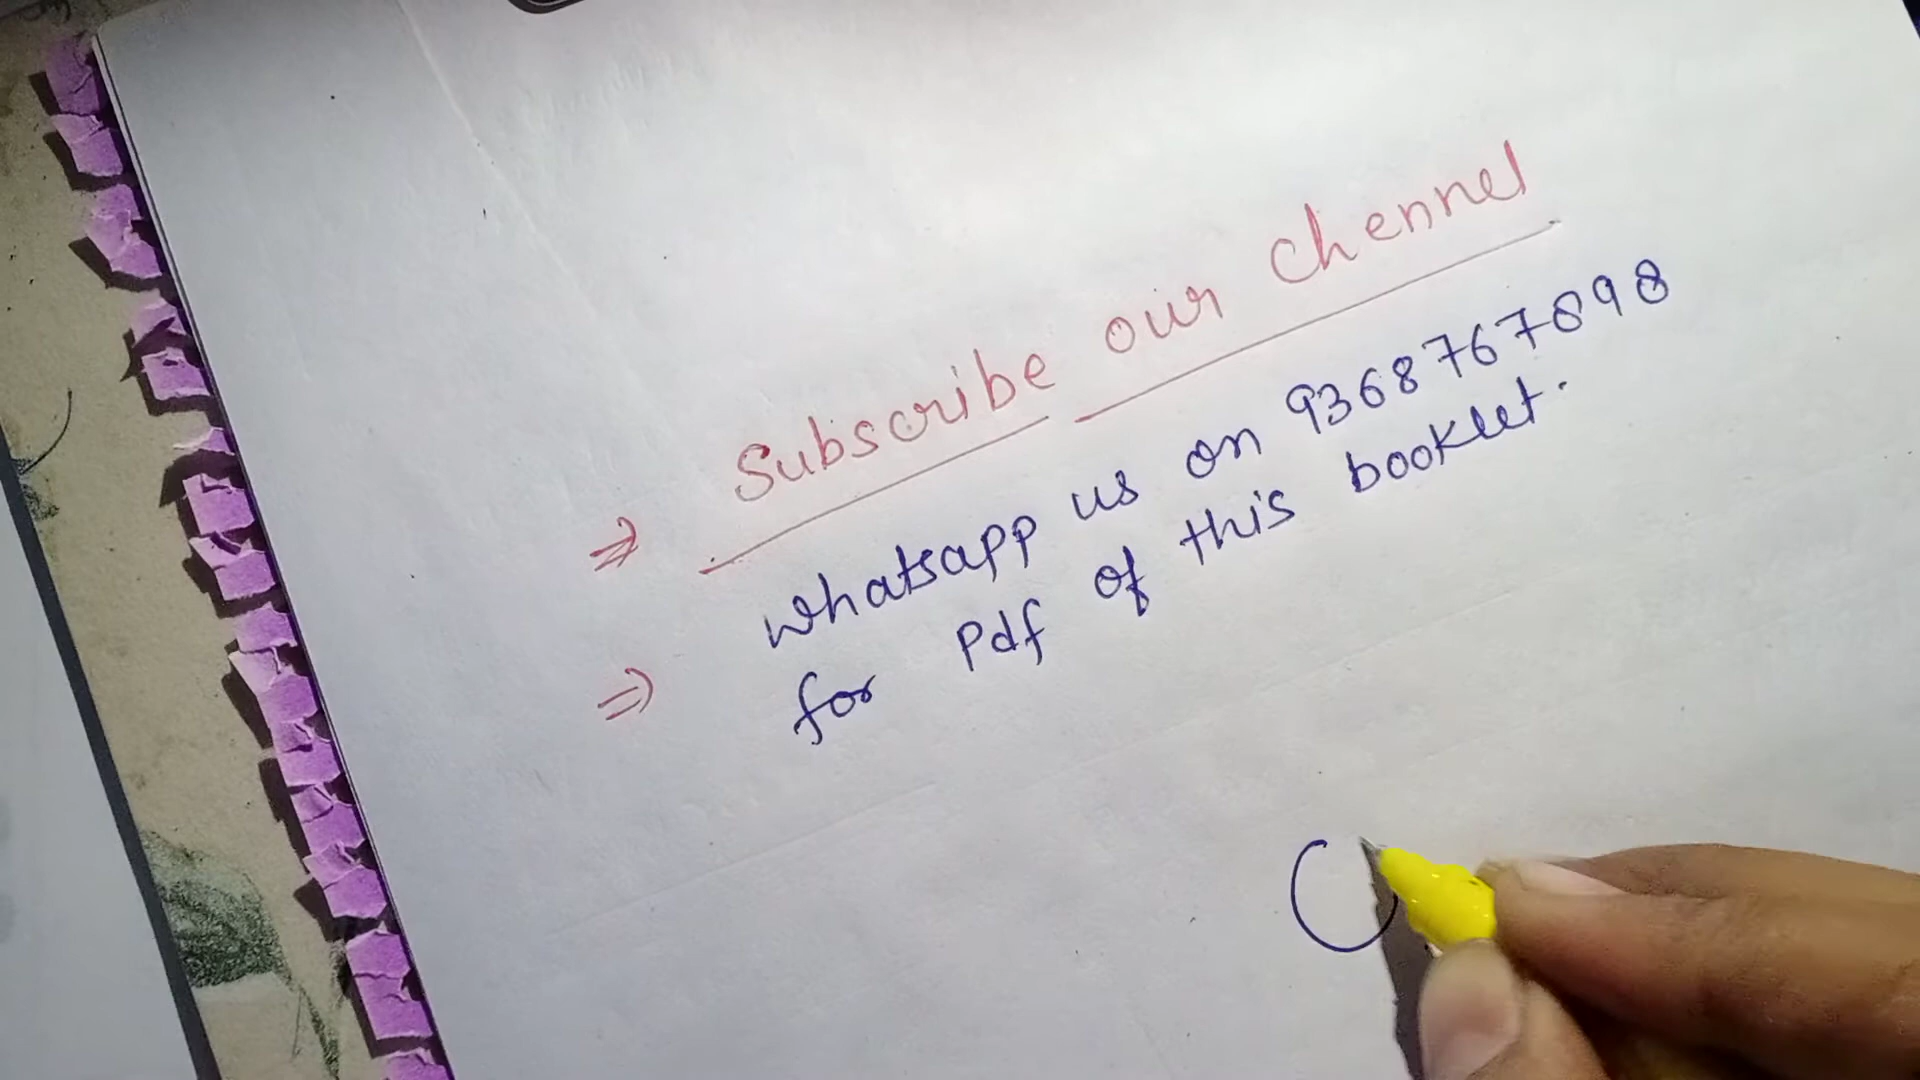 ⇒ Subscribe our chennel
⇒ whatsapp us on 9368767898
for Pdf of this booklet.